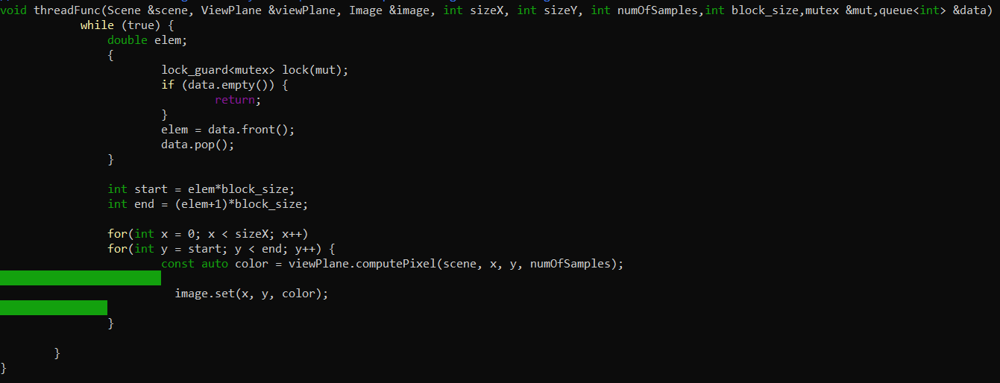 void threadFunc(Scene &scene, ViewPlane &viewPlane, Image &image, int sizeX, int sizeY, int numOfSamples,int block_size,mutex &mut,queue<int> &data)
while (true) {
double elem;
{
lock_guard<mutex> lock(mut);
if (data.empty()) {
return;
}
elem = data.front();
data.pop();
}
int start = elem*block_size;
int end = (elem+1)*block_size;
for(int x = 0; x < sizeX; x++)
for(int y = start; y < end; y++) {
const auto color = viewPlane.computePixel(scene, x, y, numOfSamples);
image.set(x, y, color);
}
}
}